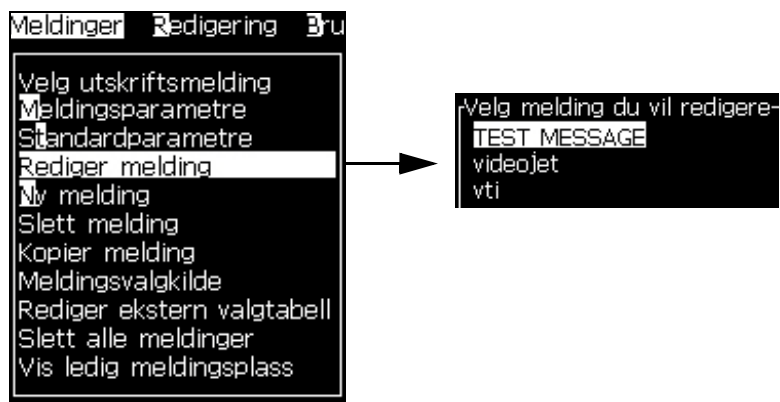 Meldinger Redigering Bru
Velg utskriftsmelding
Meldingsparametre
Standardparametre
Rediger melding
Ny melding
Slett melding
Kopier melding
Meldingsvalgkilde
Rediger ekstern valgtabell
Slett alle meldinger
Vis ledig meldingsplass
Velg melding du vil redigere
TEST MESSAGE
videojet
vti